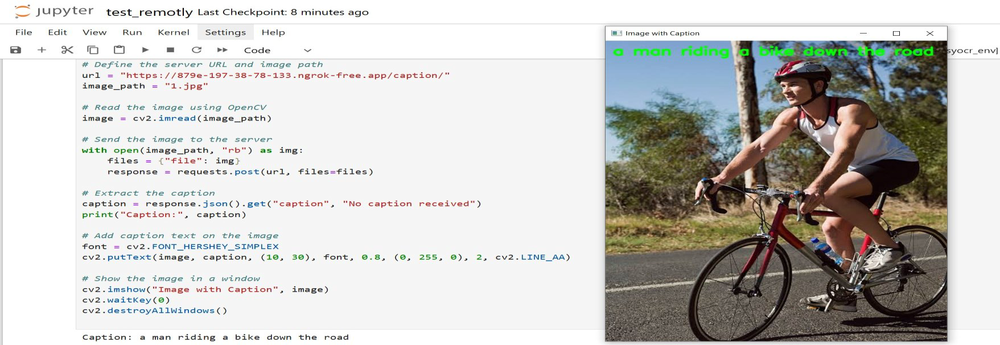 jupyter test_remotly Last Checkpoint: 8 minutes ago
File Edit View Run Kernel Settings Help
Code
syocr_env]
# Define the server URL and image path
url = "https://879e-197-38-78-133.ngrok-free.app/caption/"
image_path = "1.jpg"
# Read the image using OpenCV
image = cv2.imread(image_path)
# Send the image to the server
with open(image_path, "rb") as img:
    files = {"file": img}
    response = requests.post(url, files=files)
# Extract the caption
caption = response.json().get("caption", "No caption received")
print("Caption:", caption)
# Add caption text on the image
font = cv2.FONT_HERSHEY_SIMPLEX
cv2.putText(image, caption, (10, 30), font, 0.8, (0, 255, 0), 2, cv2.LINE_AA)
# Show the image in a window
cv2.imshow("Image with Caption", image)
cv2.waitKey(0)
cv2.destroyAllWindows()
Caption: a man riding a bike down the road
Image with Caption
a man riding a bike down the road